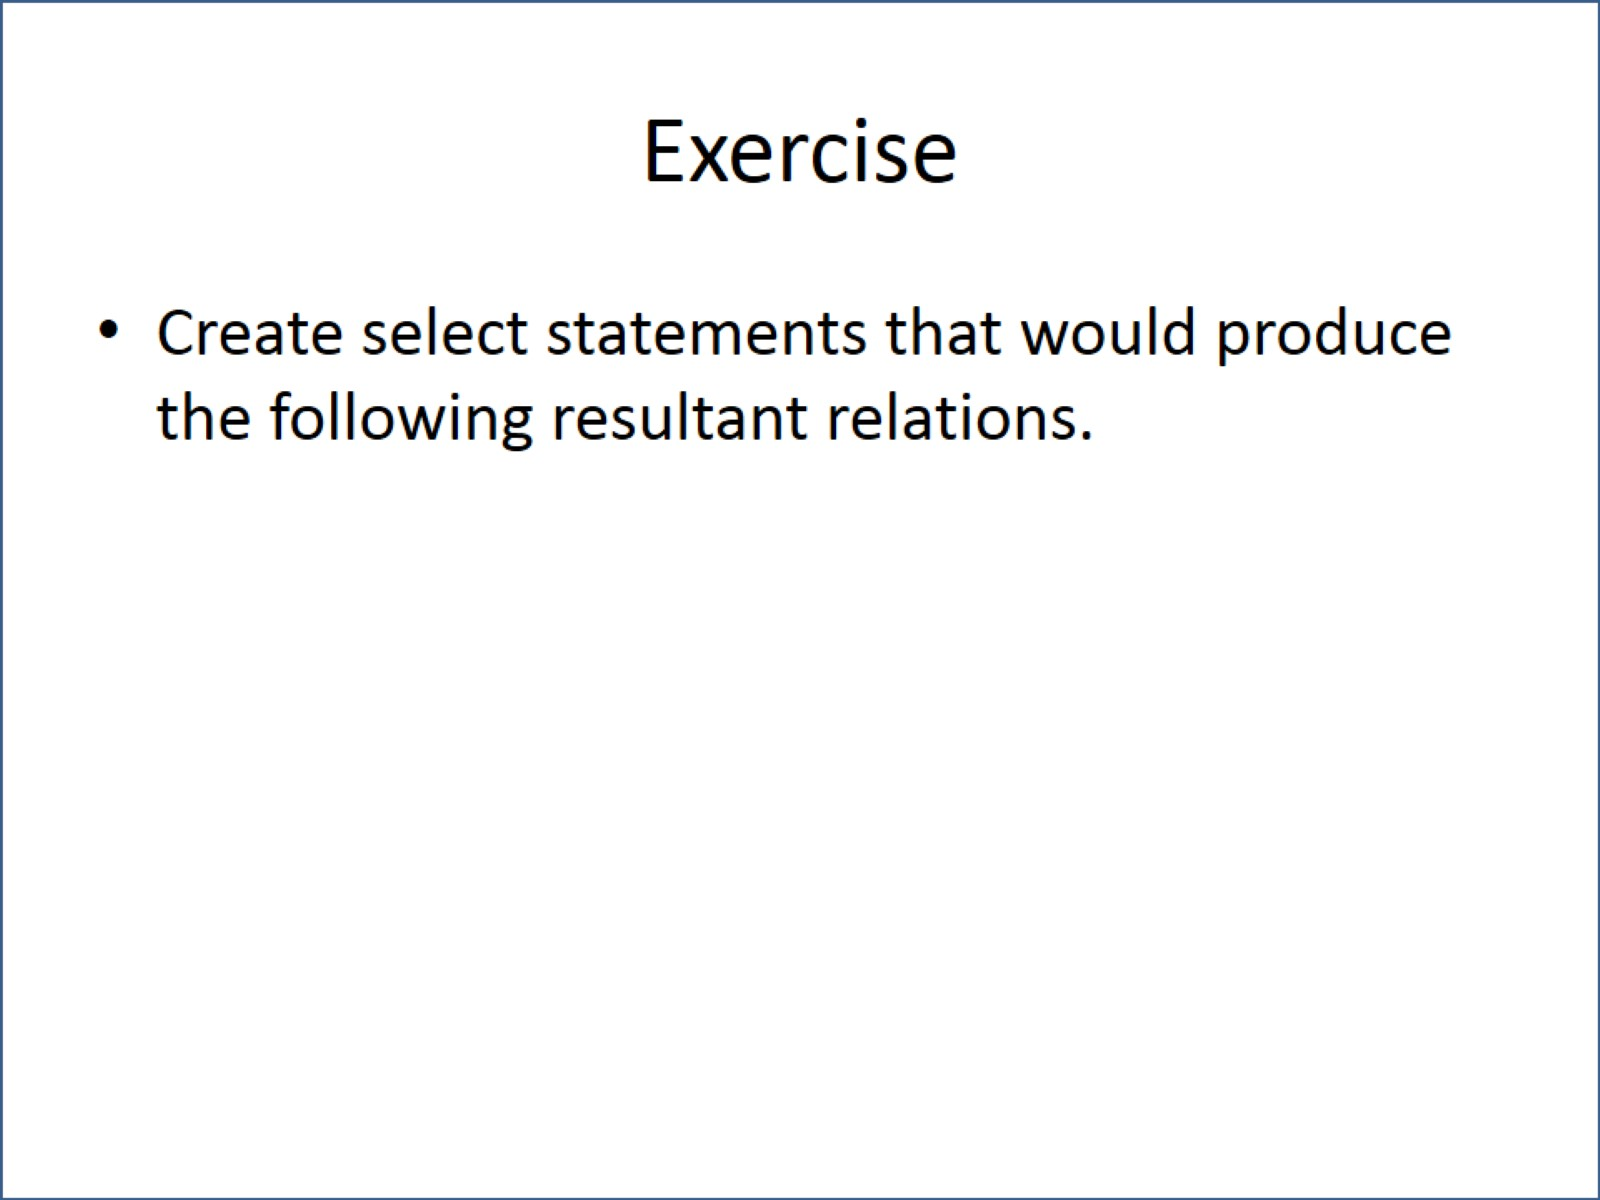 Exercise
• Create select statements that would produce
the following resultant relations.